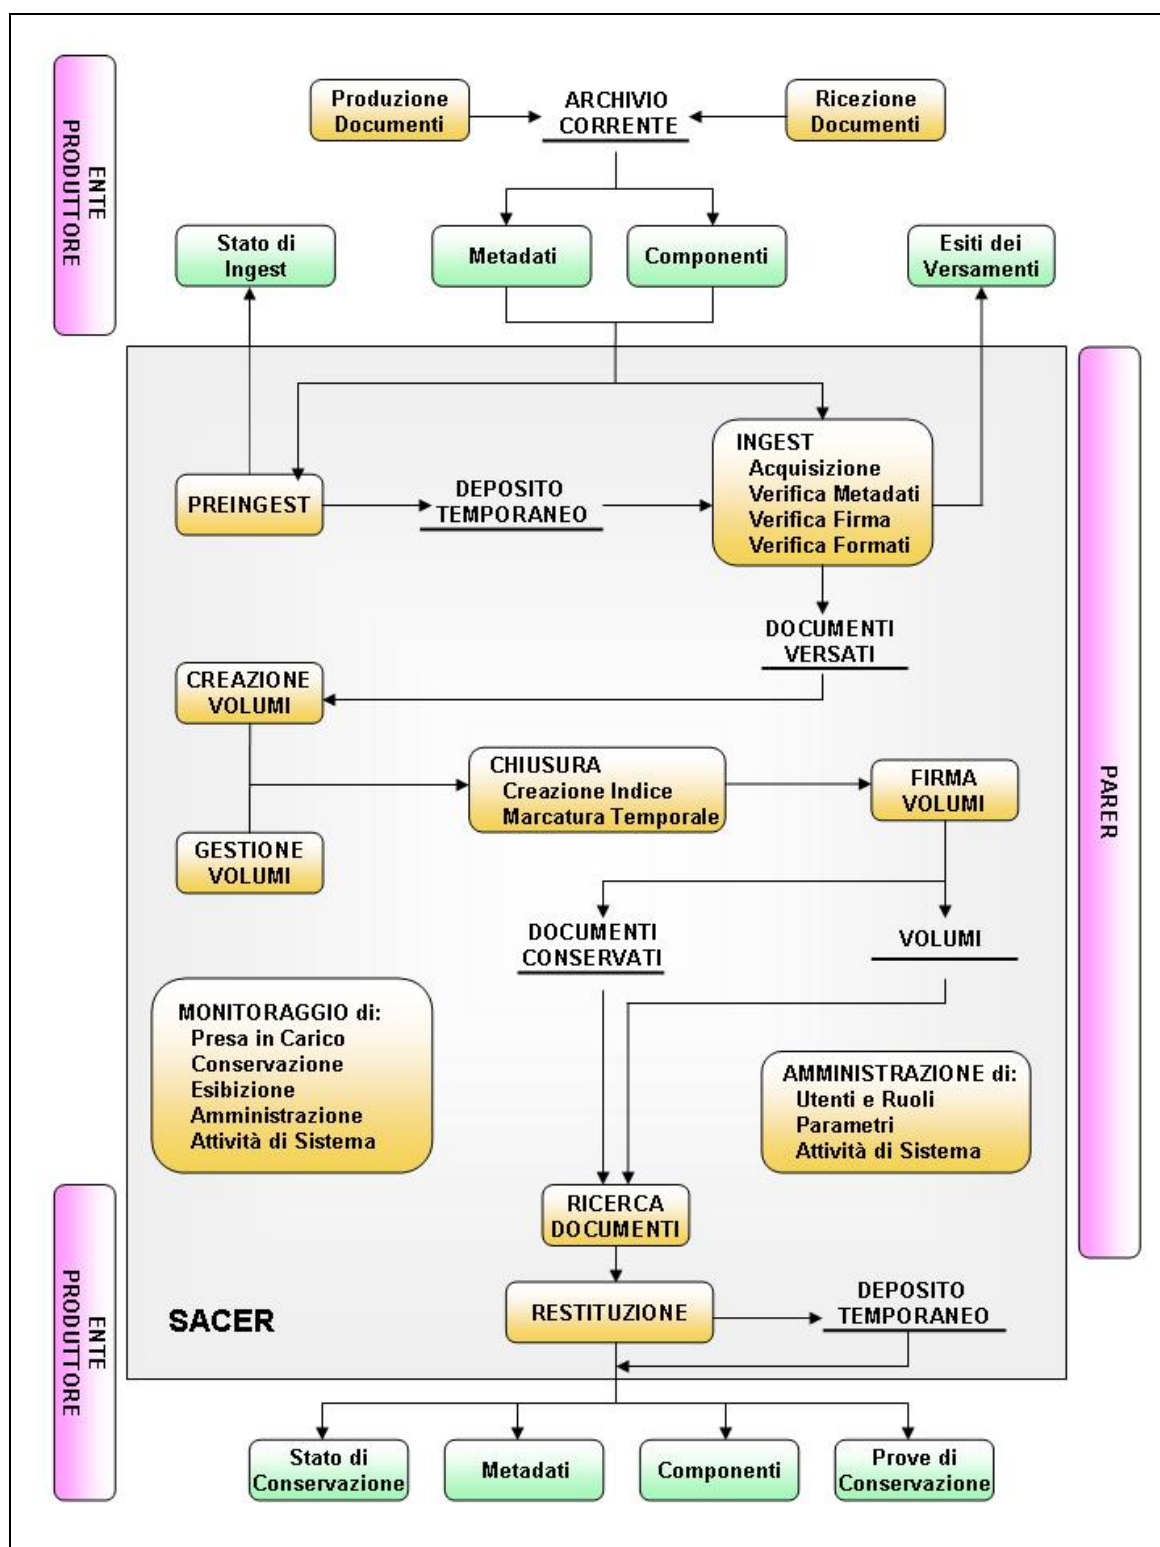 ENTE
PRODUTTORE
Produzione
Documenti
ARCHIVIO
CORRENTE
Ricezione
Documenti
Stato di
Ingest
Metadati
Componenti
Esiti dei
Versamenti
PARER
PREINGEST
DEPOSITO
TEMPORANEO
INGEST
Acquisizione
Verifica Metadati
Verifica Firma
Verifica Formati
DOCUMENTI
VERSATI
CREAZIONE
VOLUMI
CHIUSURA
Creazione Indice
Marcatura Temporale
FIRMA
VOLUMI
GESTIONE
VOLUMI
DOCUMENTI
CONSERVATI
VOLUMI
MONITORAGGIO di:
Presa in Carico
Conservazione
Esibizione
Amministrazione
Attività di Sistema
AMMINISTRAZIONE di:
Utenti e Ruoli
Parametri
Attività di Sistema
RICERCA
DOCUMENTI
ENTE
PRODUTTORE
SACER
RESTITUZIONE
DEPOSITO
TEMPORANEO
Stato di
Conservazione
Metadati
Componenti
Prove di
Conservazione